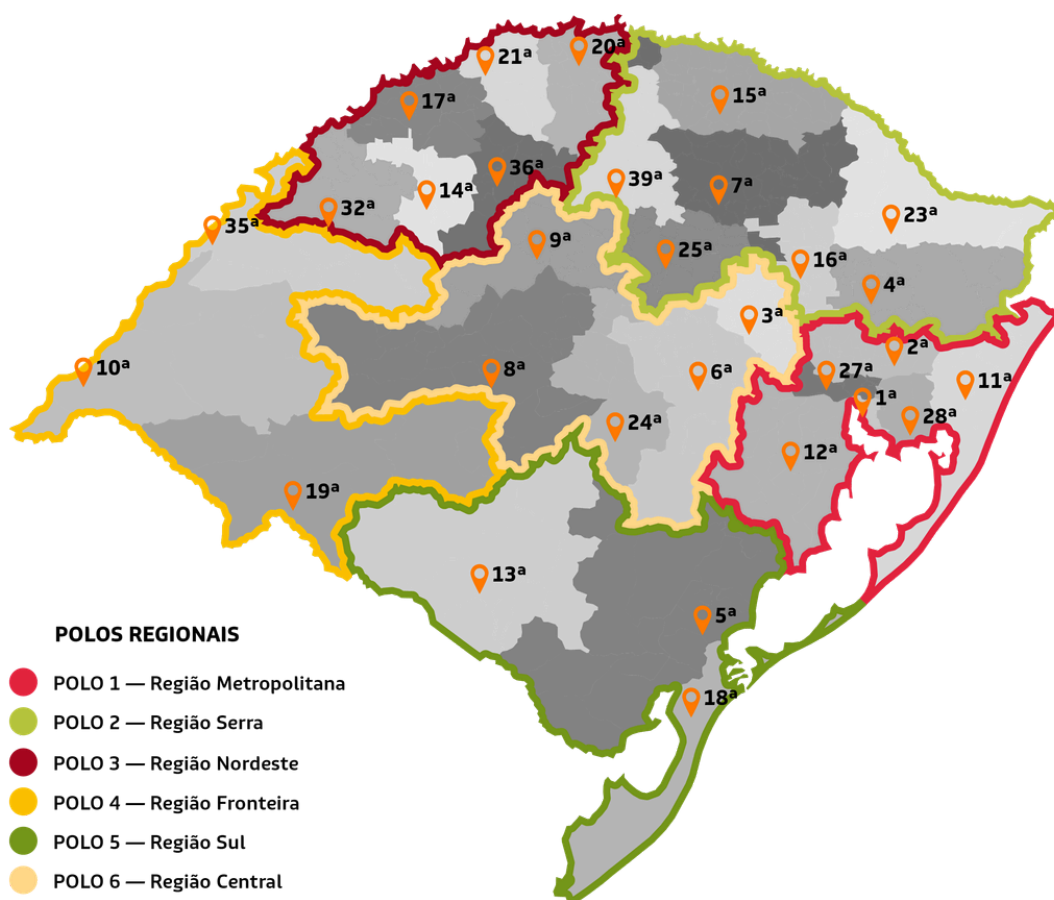 20ª
21ª
15ª
17ª
36ª
39ª
7ª
14ª
32ª
23ª
35ª
9ª
25ª
16ª
4ª
3ª
2ª
10ª
8ª
6ª
27ª
11ª
1ª
28ª
24ª
12ª
19ª
13ª
5ª
18ª
POLOS REGIONAIS
POLO 1 — Região Metropolitana
POLO 2 — Região Serra
POLO 3 — Região Nordeste
POLO 4 — Região Fronteira
POLO 5 — Região Sul
POLO 6 — Região Central